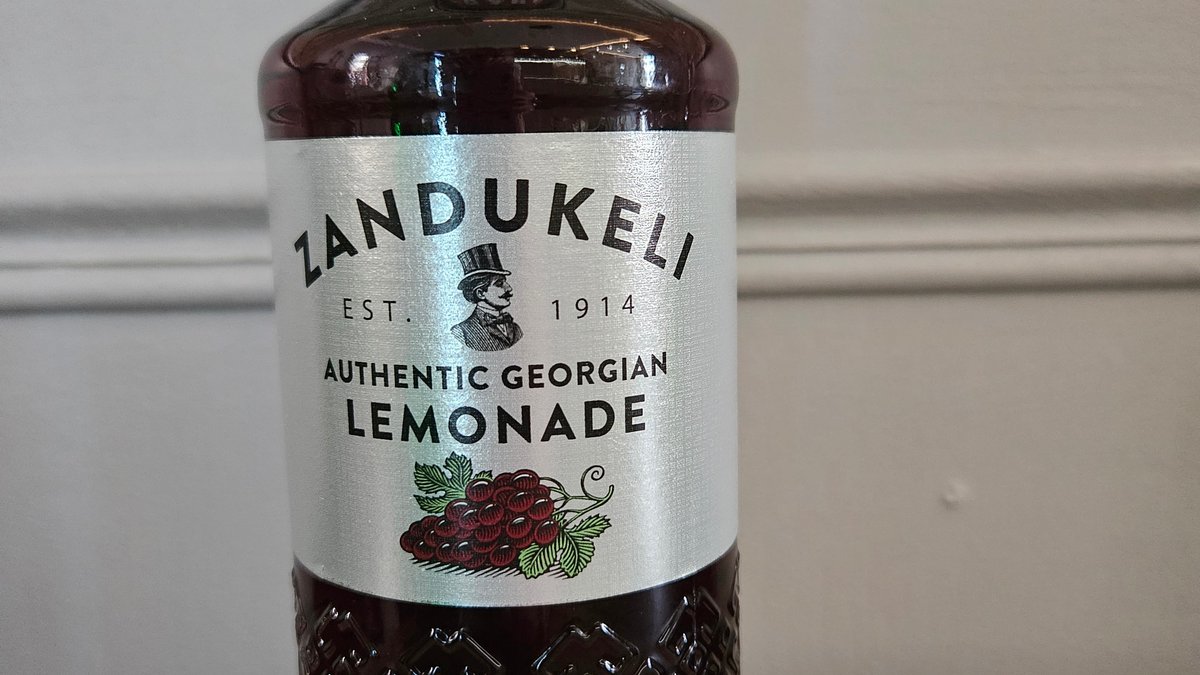 ZANDUKELI
EST. 1914
AUTHENTIC GEORGIAN
LEMONADE